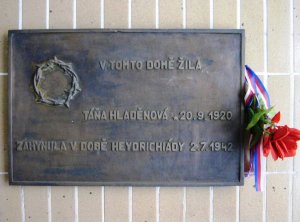 V TOMTO DOMĚ ŽILA
TÁŇA HLADĚNOVÁ * 20.9.1920
ZAHYNULA V DOBĚ HEYDRICHIÁDY 2.7.1942